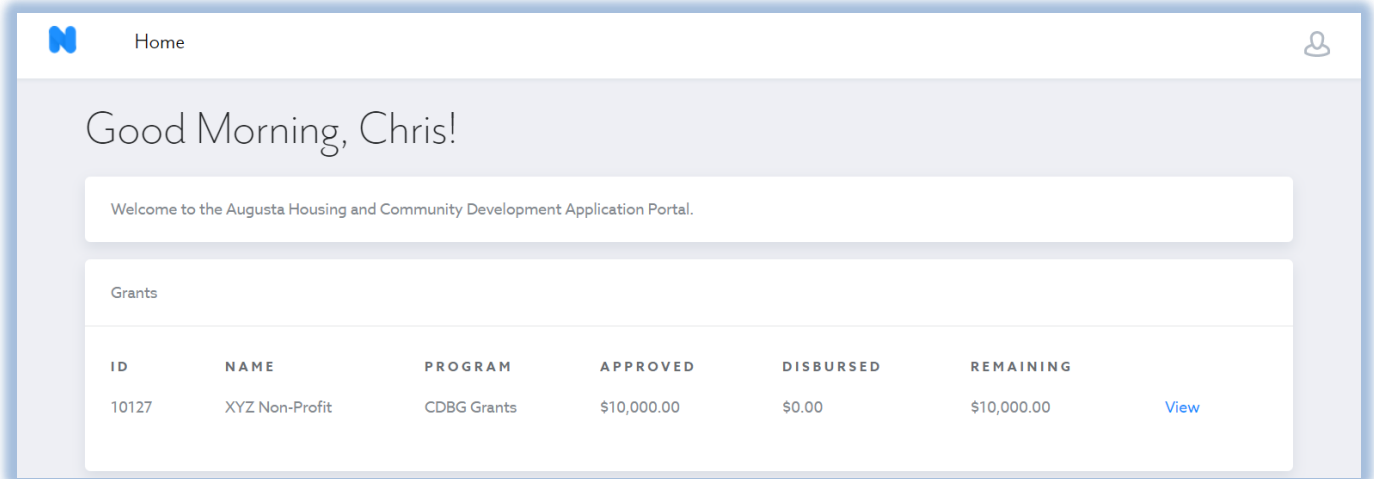 N Home
Good Morning, Chris!
Welcome to the Augusta Housing and Community Development Application Portal.
Grants
ID NAME PROGRAM APPROVED DISBURSED REMAINING
10127 XYZ Non-Profit CDBG Grants $10,000.00 $0.00 $10,000.00 View